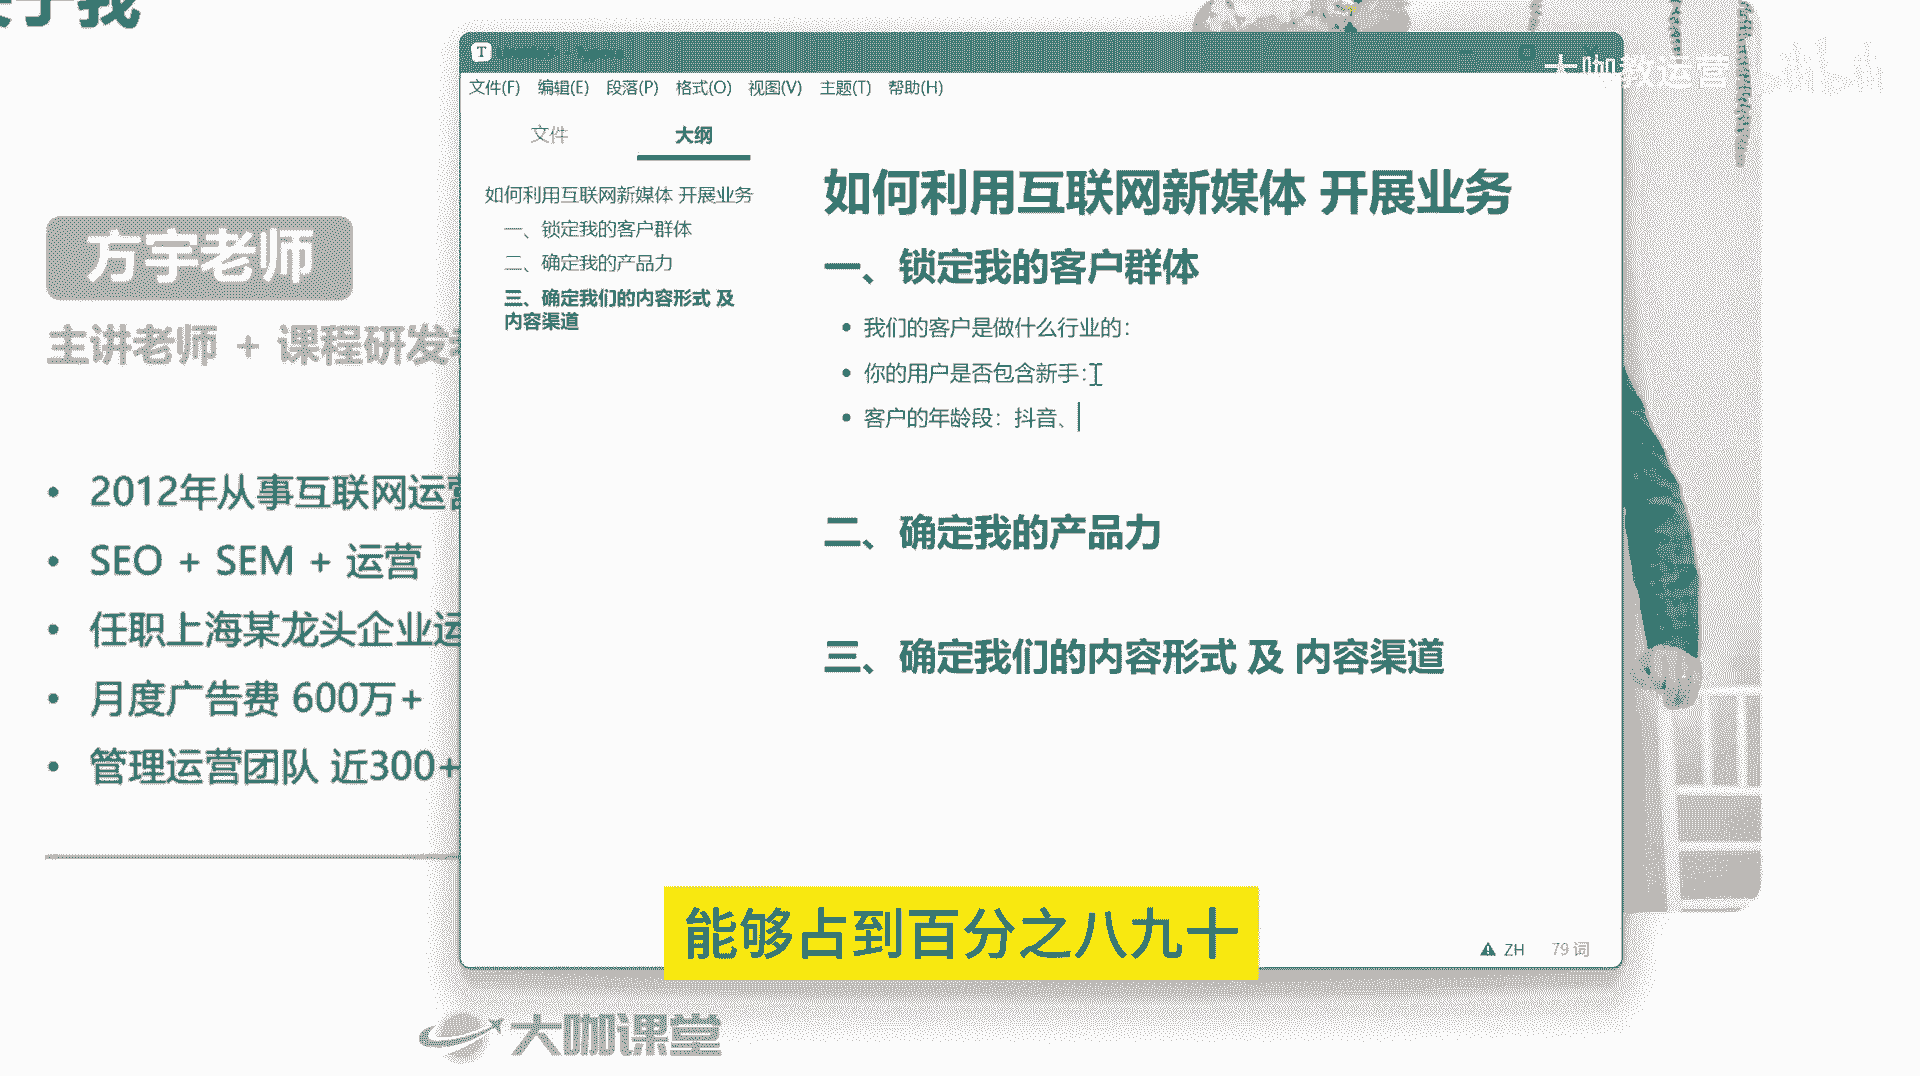 方宇老师
主讲老师 + 课程研发
2012年从事互联网运营
SEO + SEM + 运营
任职上海某龙头企业运
月度广告费 600万+
管理运营团队 近300+
大咖课堂
T
文件(F) 编辑(E) 段落(P) 格式(O) 视图(V) 主题(T) 帮助(H)
大咖教运营 bilibili
文件 大纲
如何利用互联网新媒体 开展业务
一、锁定我的客户群体
二、确定我的产品力
三、确定我们的内容形式 及
内容渠道
如何利用互联网新媒体 开展业务
一、锁定我的客户群体
我们的客户是做什么行业的：
你的用户是否包含新手：
客户的年龄段：抖音、
二、确定我的产品力
三、确定我们的内容形式 及 内容渠道
ZH 79 词
能够占到百分之八九十